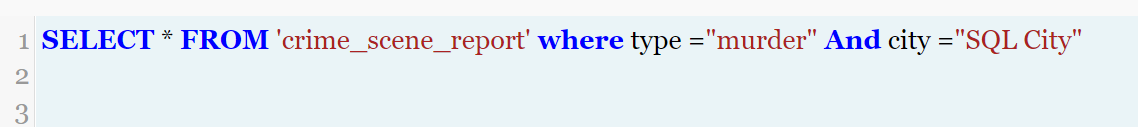 1 SELECT * FROM 'crime_scene_report' where type ="murder" And city ="SQL City"
2
3